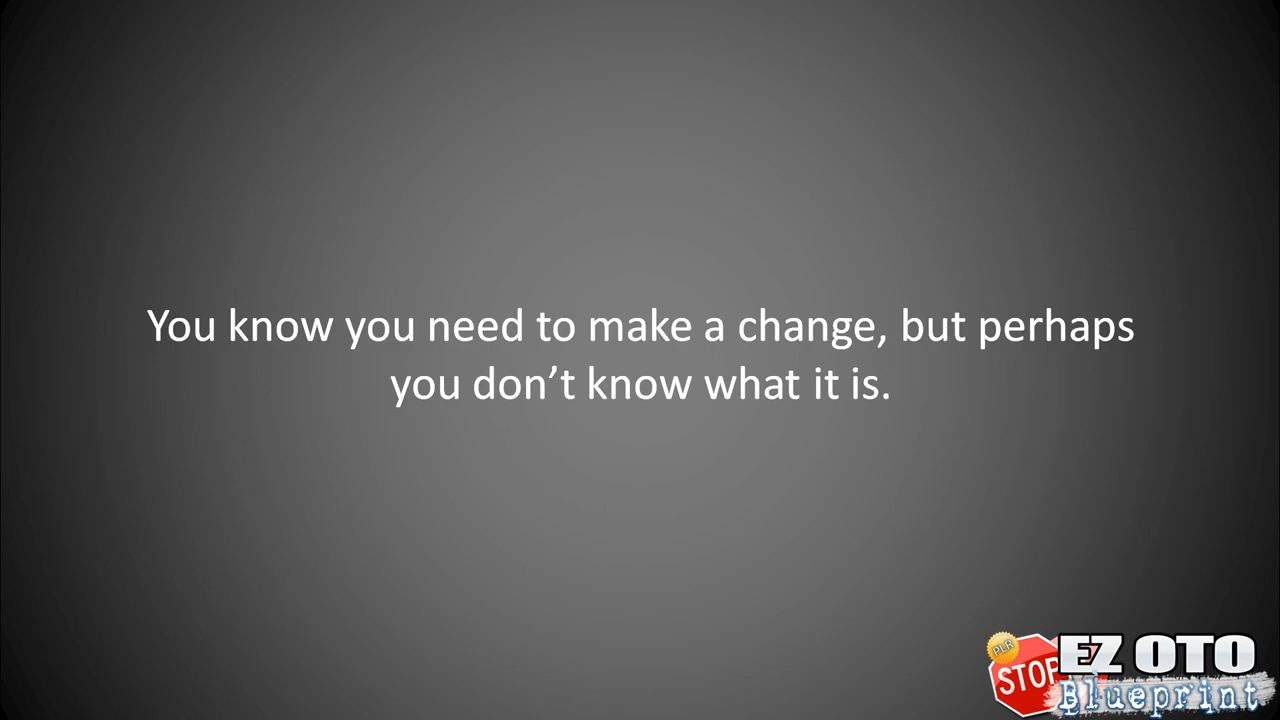 You know you need to make a change, but perhaps
you don’t know what it is.
PLR
STOP
EZ OTO
Blueprint